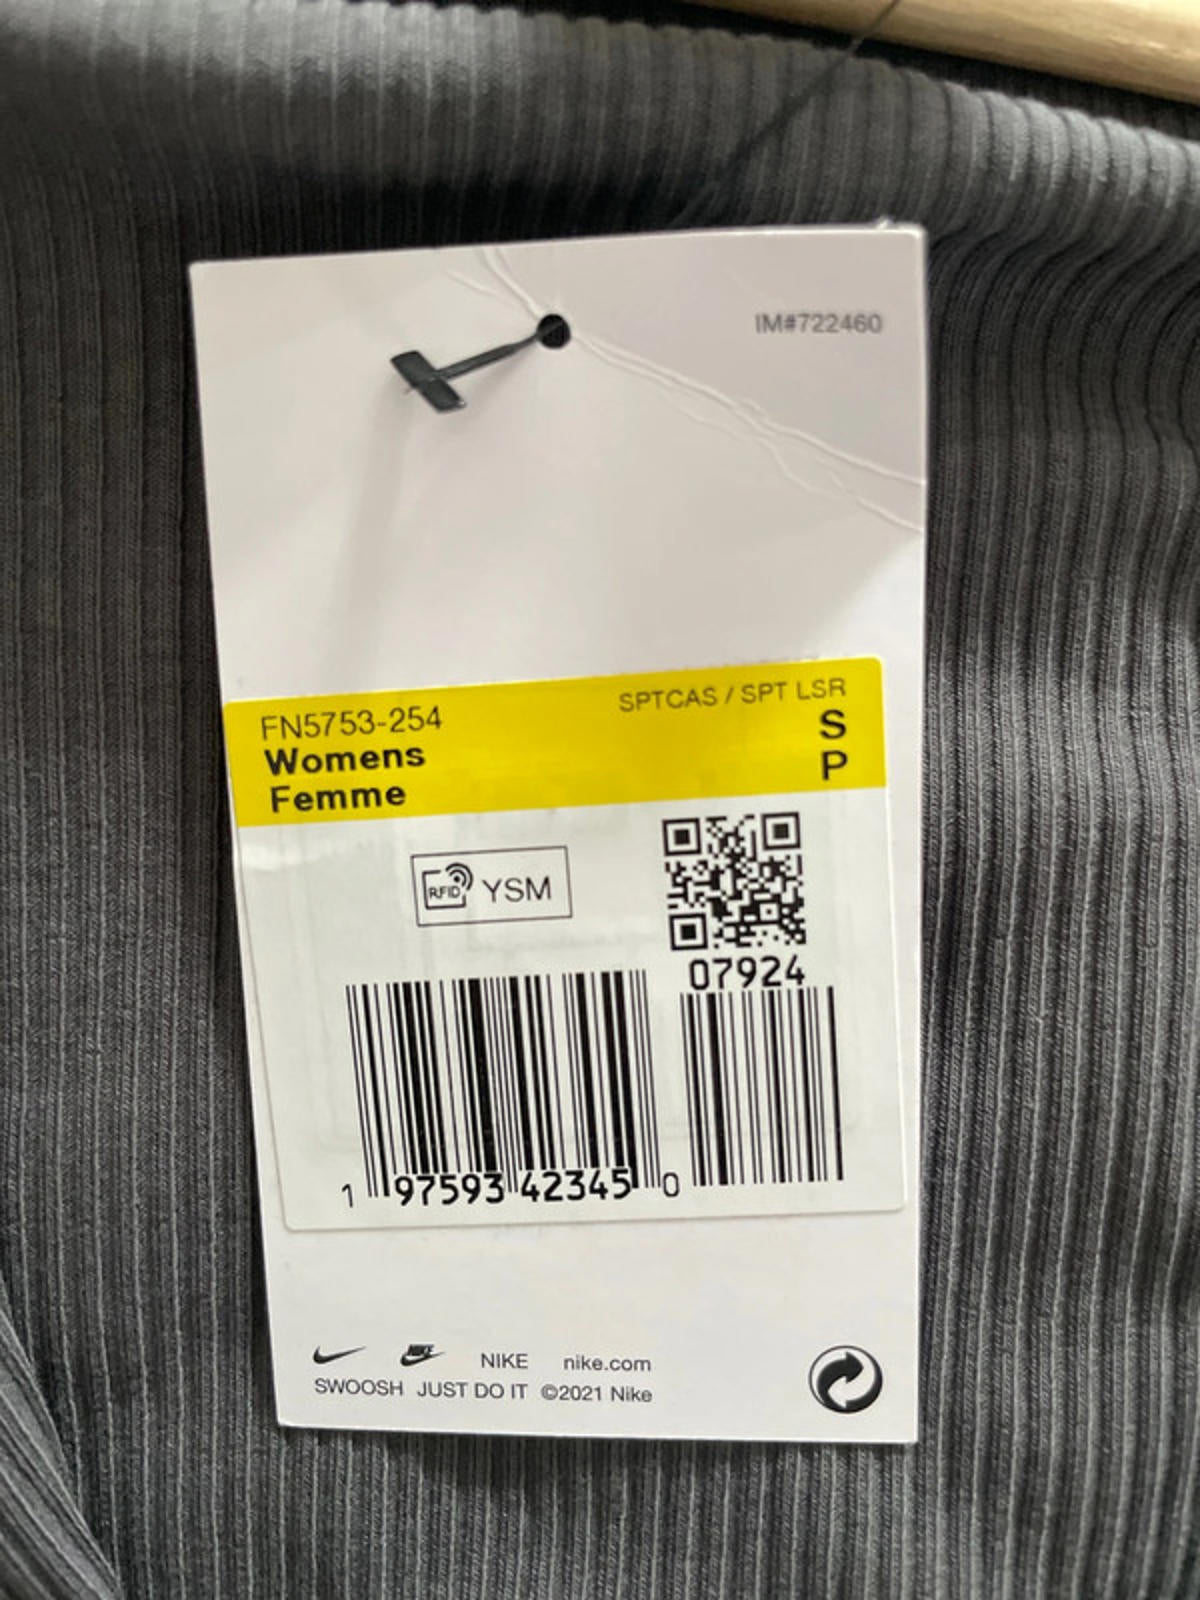 IM#722460
FN5753-254
SPTCAS / SPT LSR
Womens
S
Femme
P
RFID YSM
07924
1 97593 42345 0
NIKE NIKE nike.com
SWOOSH JUST DO IT ©2021 Nike